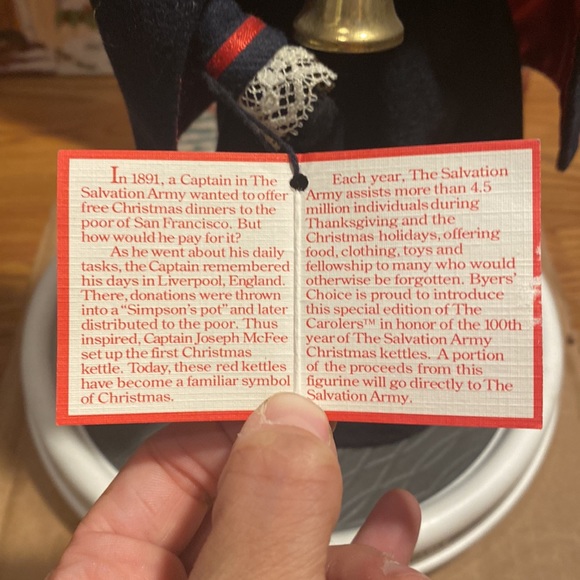 In 1891, a Captain in The
Salvation Army wanted to offer
free Christmas dinners to the
poor of San Francisco. But
how would he pay for it?
As he went about his daily
tasks, the Captain remembered
his days in Liverpool, England.
There, donations were thrown
into a “Simpson's pot” and later
distributed to the poor. Thus
inspired, Captain Joseph McFee
set up the first Christmas
kettle. Today, these red kettles
have become a familiar symbol
of Christmas.
Each year, The Salvation
Army assists more than 4.5
million individuals during
Thanksgiving and the
Christmas holidays, offering
food, clothing, toys and
fellowship to many who would
otherwise be forgotten. Byers'
Choice is proud to introduce
this special edition of The
Carolers™ in honor of the 100th
year of The Salvation Army
Christmas kettles. A portion
of the proceeds from this
figurine will go directly to The
Salvation Army.